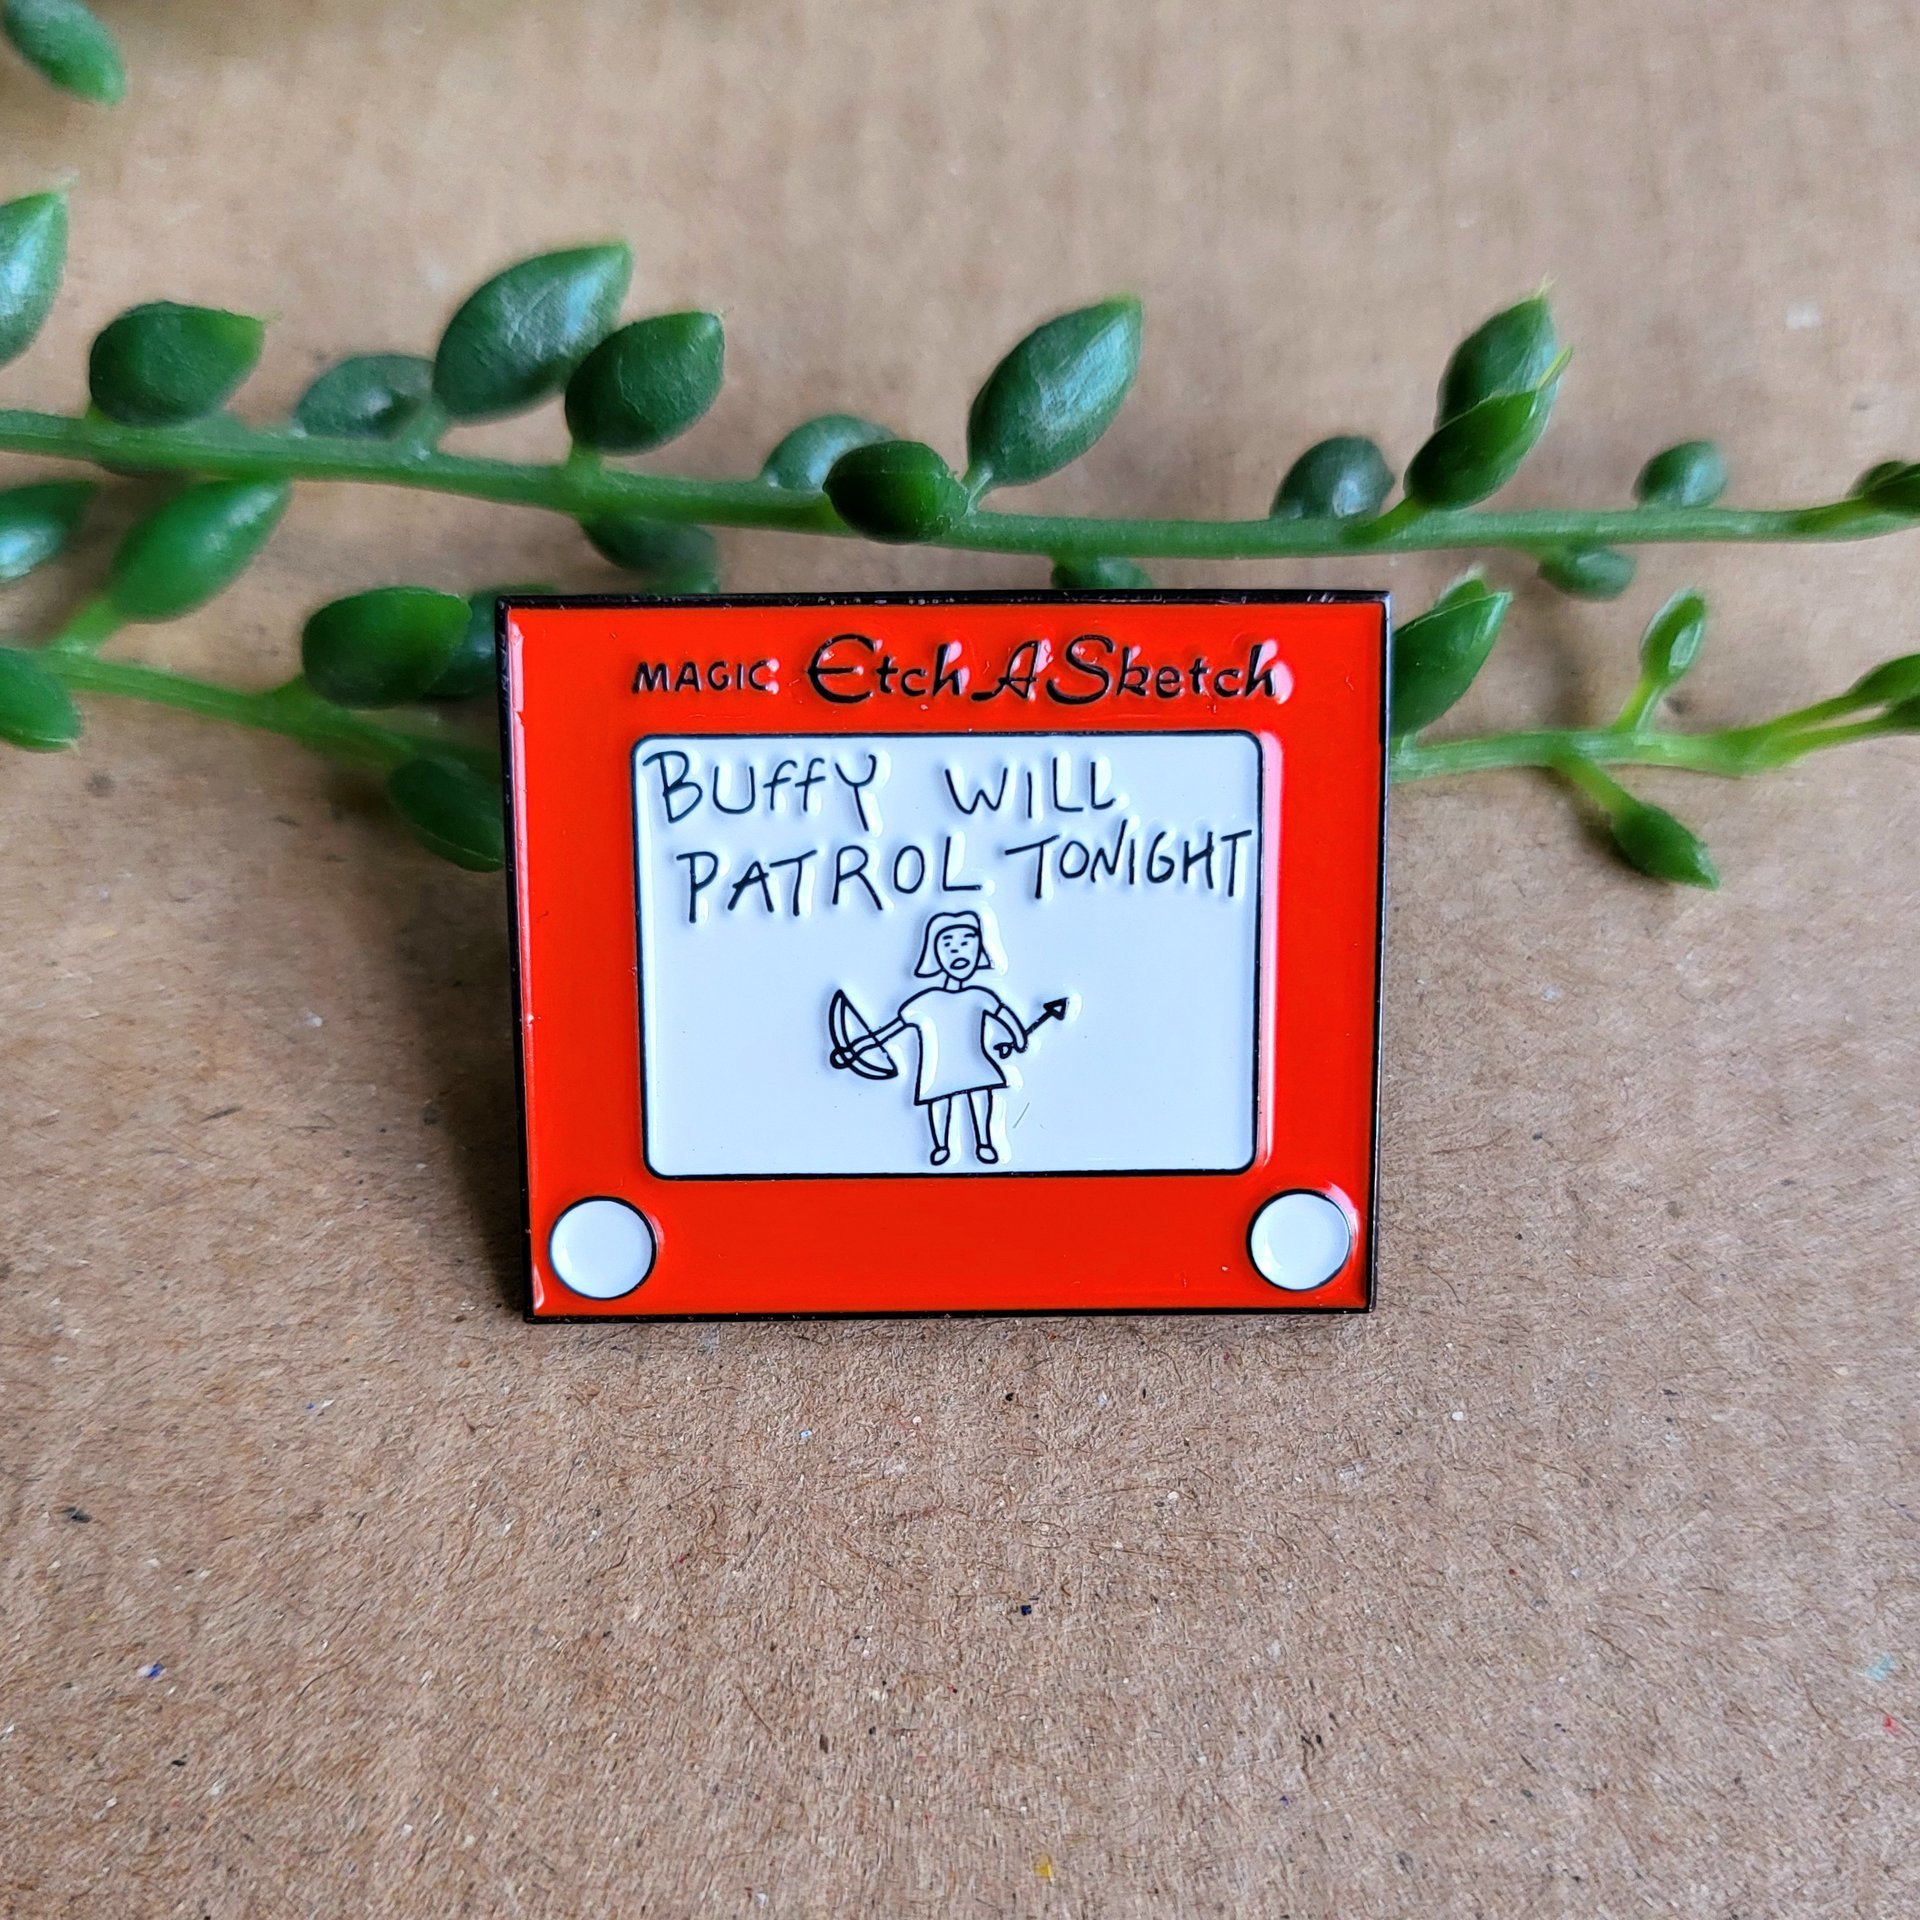 MAGIC Etch A Sketch
BUffY WILL
PATROL TONIGHT